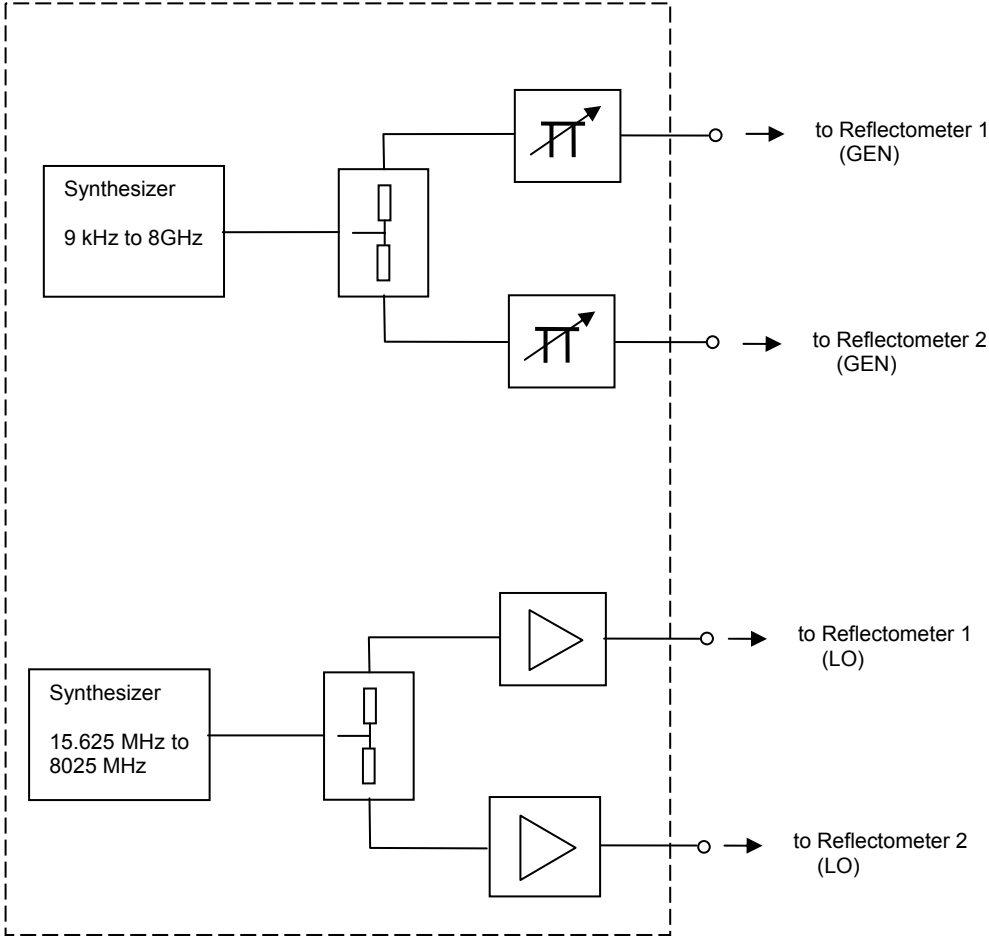 to Reflectometer 1
(GEN)
Synthesizer
9 kHz to 8GHz
to Reflectometer 2
(GEN)
to Reflectometer 1
(LO)
Synthesizer
15.625 MHz to
8025 MHz
to Reflectometer 2
(LO)